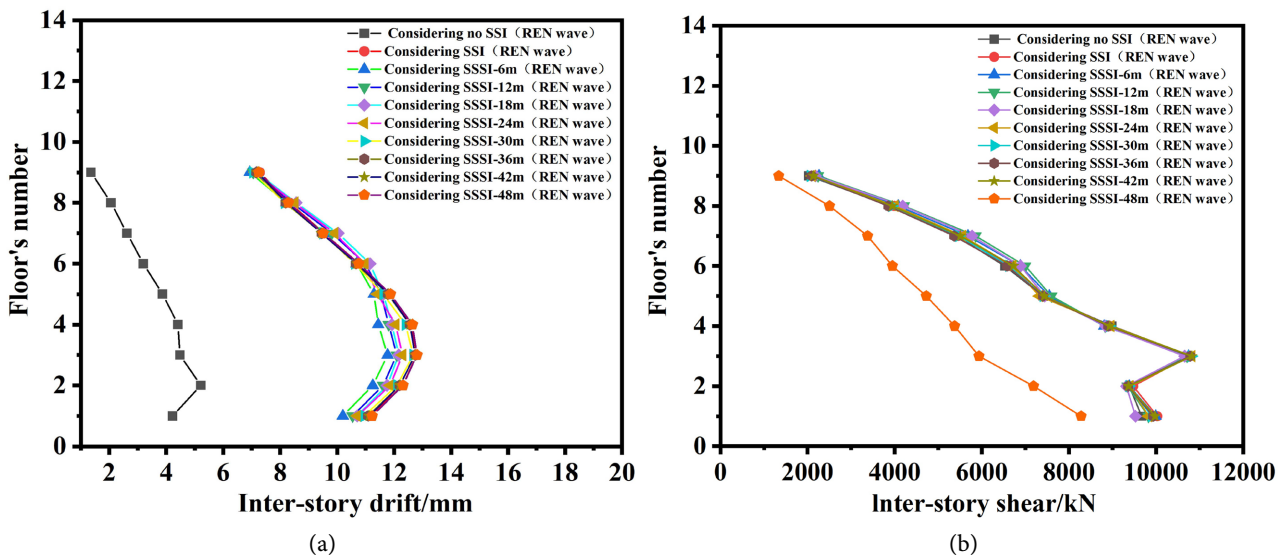 14
12
10
8
6
4
2
0
2
4
6
8
10
12
14
16
18
20
Floor's number
Inter-story drift/mm
Considering no SSI（REN wave）
Considering SSI（REN wave）
Considering SSSI-6m（REN wave）
Considering SSSI-12m（REN wave）
Considering SSSI-18m（REN wave）
Considering SSSI-24m（REN wave）
Considering SSSI-30m（REN wave）
Considering SSSI-36m（REN wave）
Considering SSSI-42m（REN wave）
Considering SSSI-48m（REN wave）
(a)
14
12
10
8
6
4
2
0
0
2000
4000
6000
8000
10000
12000
Floor's number
lnter-story shear/kN
Considering no SSI（REN wave）
Considering SSI（REN wave）
Considering SSSI-6m（REN wave）
Considering SSSI-12m（REN wave）
Considering SSSI-18m（REN wave）
Considering SSSI-24m（REN wave）
Considering SSSI-30m（REN wave）
Considering SSSI-36m（REN wave）
Considering SSSI-42m（REN wave）
Considering SSSI-48m（REN wave）
(b)